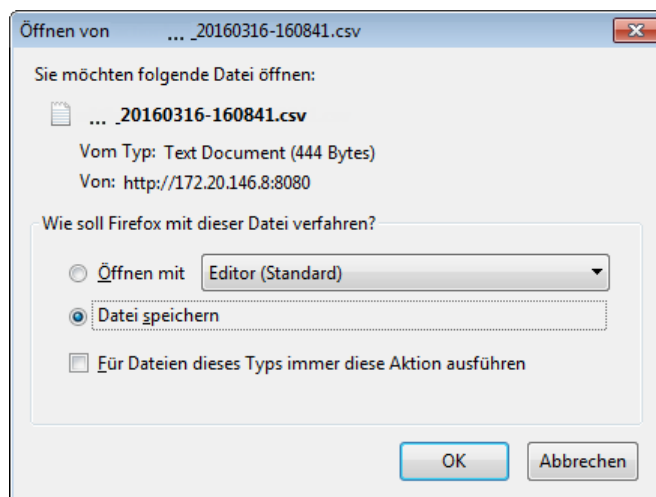 Öffnen von ... _20160316-160841.csv
Sie möchten folgende Datei öffnen:
... _20160316-160841.csv
Vom Typ: Text Document (444 Bytes)
Von: http://172.20.146.8:8080
Wie soll Firefox mit dieser Datei verfahren?
Öffnen mit Editor (Standard)
Datei speichern
Für Dateien dieses Typs immer diese Aktion ausführen
OK Abbrechen